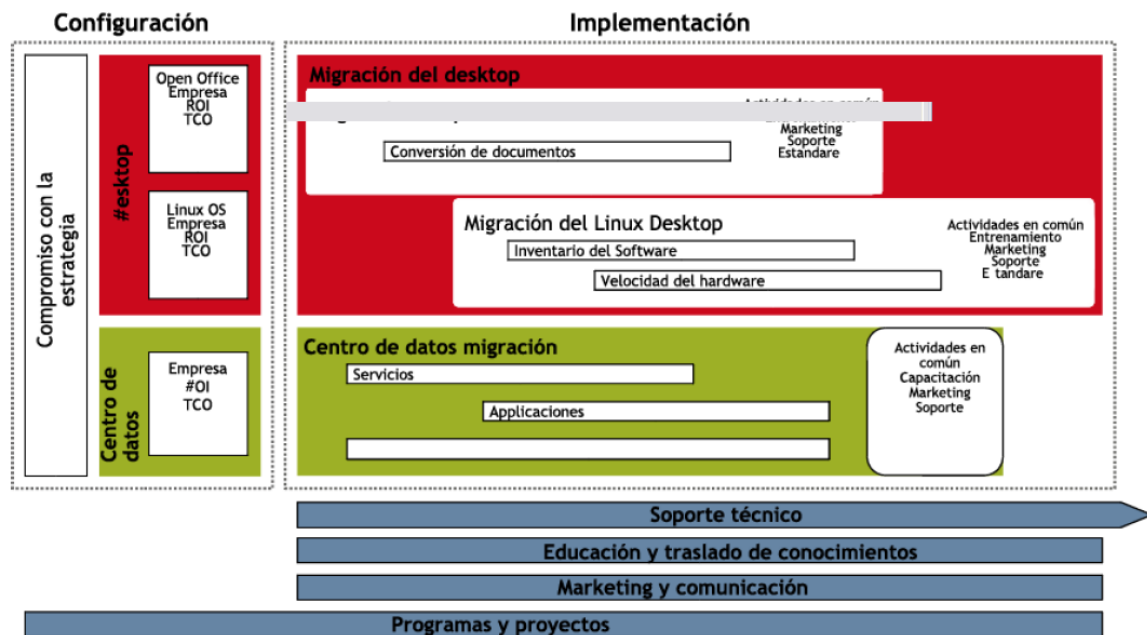 Configuración
Implementación
Compromiso con la
estrategia
#esktop
Open Office
Empresa
ROI
TCO
Linux OS
Empresa
ROI
TCO
Centro de
datos
Empresa
#OI
TCO
Migración del desktop
Actividades en común
Marketing
Soporte
Estandare
Conversión de documentos
Migración del Linux Desktop
Inventario del Software
Velocidad del hardware
Actividades en común
Entrenamiento
Marketing
Soporte
E tandare
Centro de datos migración
Servicios
Applicaciones
Actividades en
común
Capacitación
Marketing
Soporte
Soporte técnico
Educación y traslado de conocimientos
Marketing y comunicación
Programas y proyectos